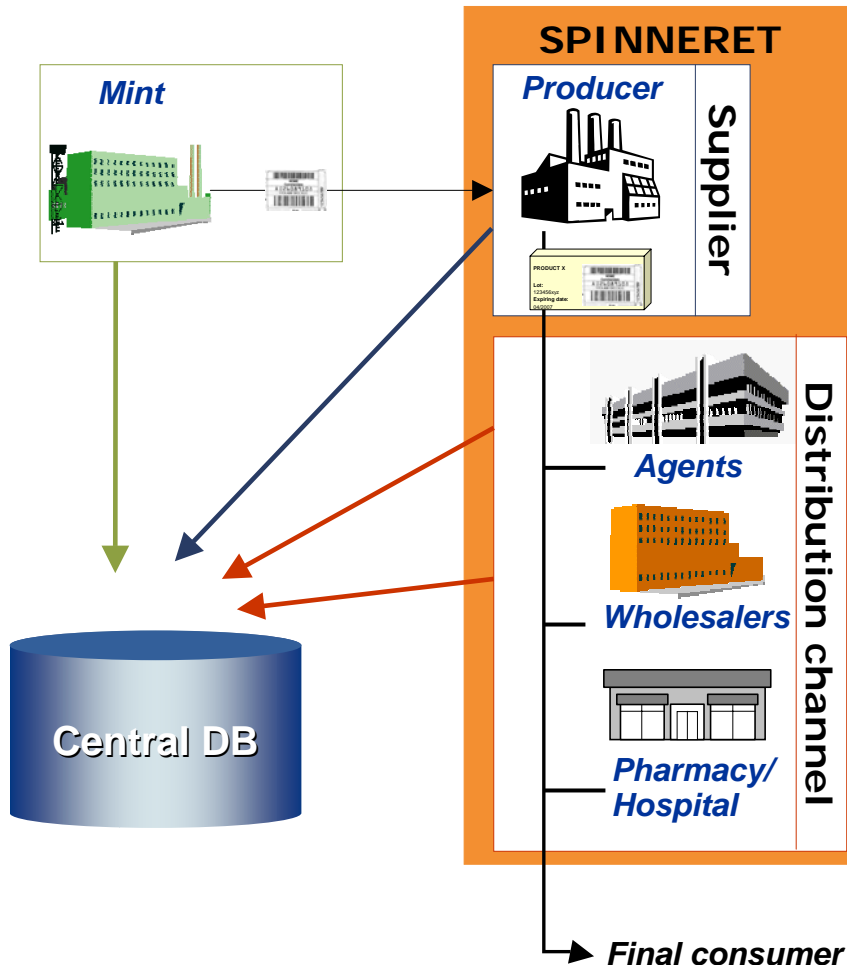 SPINNERET
Mint
Producer
Supplier
PRODUCT X
Lot:
123456xyz
Expiring date:
04/2007
Agents
Wholesalers
Pharmacy/
Hospital
Distribution channel
Central DB
Final consumer